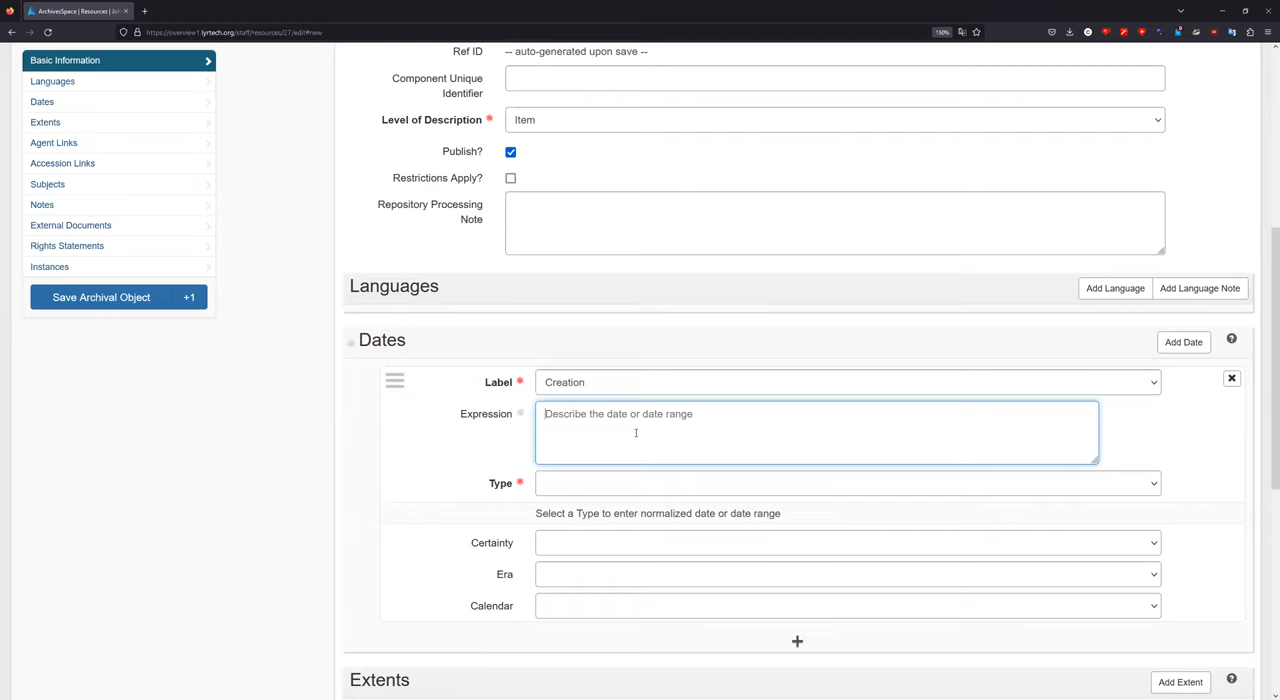 ArchivesSpace | Resources | Joh
https://overview1.lyrtech.org/staff/resources/27/edit#new
150%
Basic Information
Languages
Dates
Extents
Agent Links
Accession Links
Subjects
Notes
External Documents
Rights Statements
Instances
Save Archival Object +1
Ref ID -- auto-generated upon save --
Component Unique
Identifier
Level of Description * Item
Publish?
Restrictions Apply?
Repository Processing
Note
Languages Add Language Add Language Note
Dates Add Date
Label * Creation
Expression Describe the date or date range
Type *
Select a Type to enter normalized date or date range
Certainty
Era
Calendar
Extents Add Extent